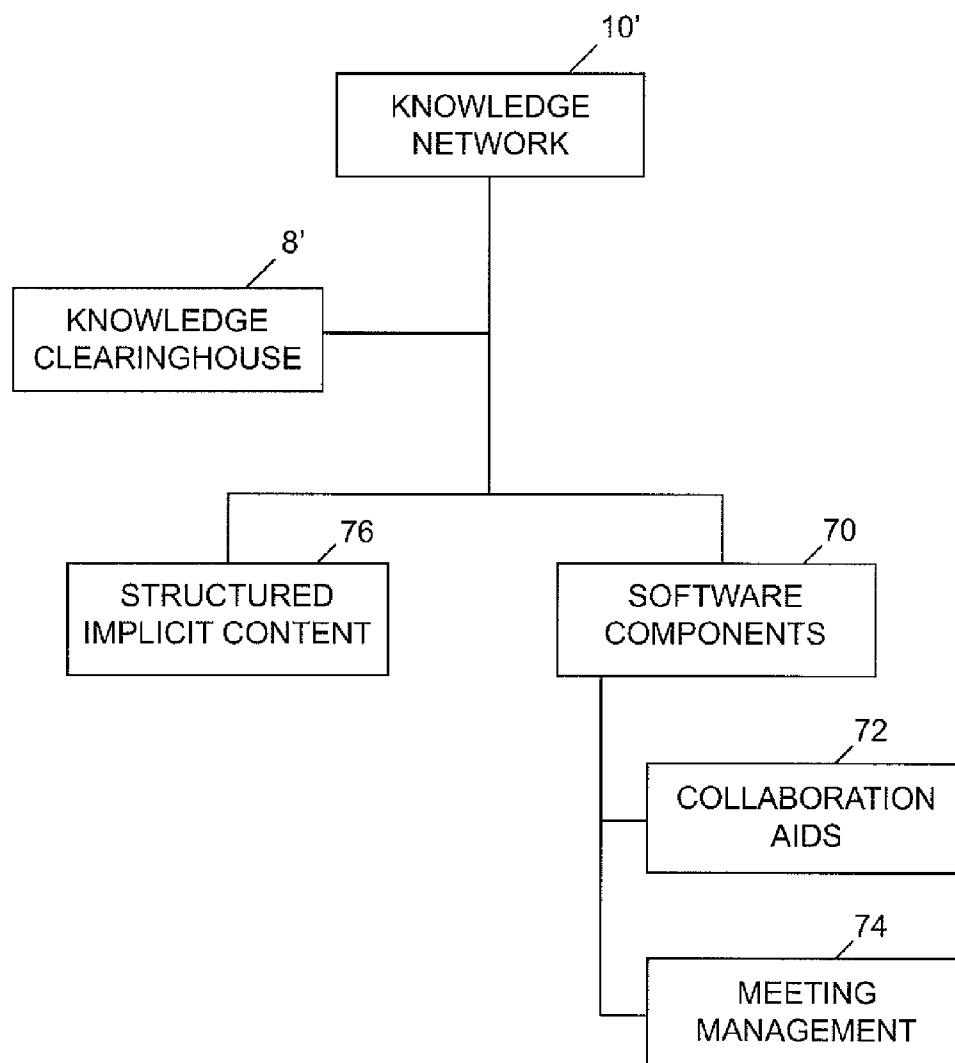 10’
KNOWLEDGE
NETWORK
8’
KNOWLEDGE
CLEARINGHOUSE
76
STRUCTURED
IMPLICIT CONTENT
70
SOFTWARE
COMPONENTS
72
COLLABORATION
AIDS
74
MEETING
MANAGEMENT